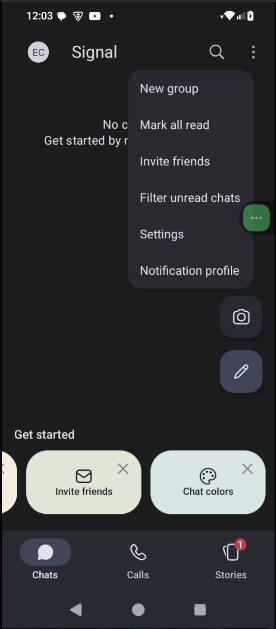 12:03
EC
Signal
New group
Mark all read
Invite friends
Filter unread chats
Settings
Notification profile
No c
Get started by
Get started
Invite friends
Chat colors
1
Chats
Calls
Stories